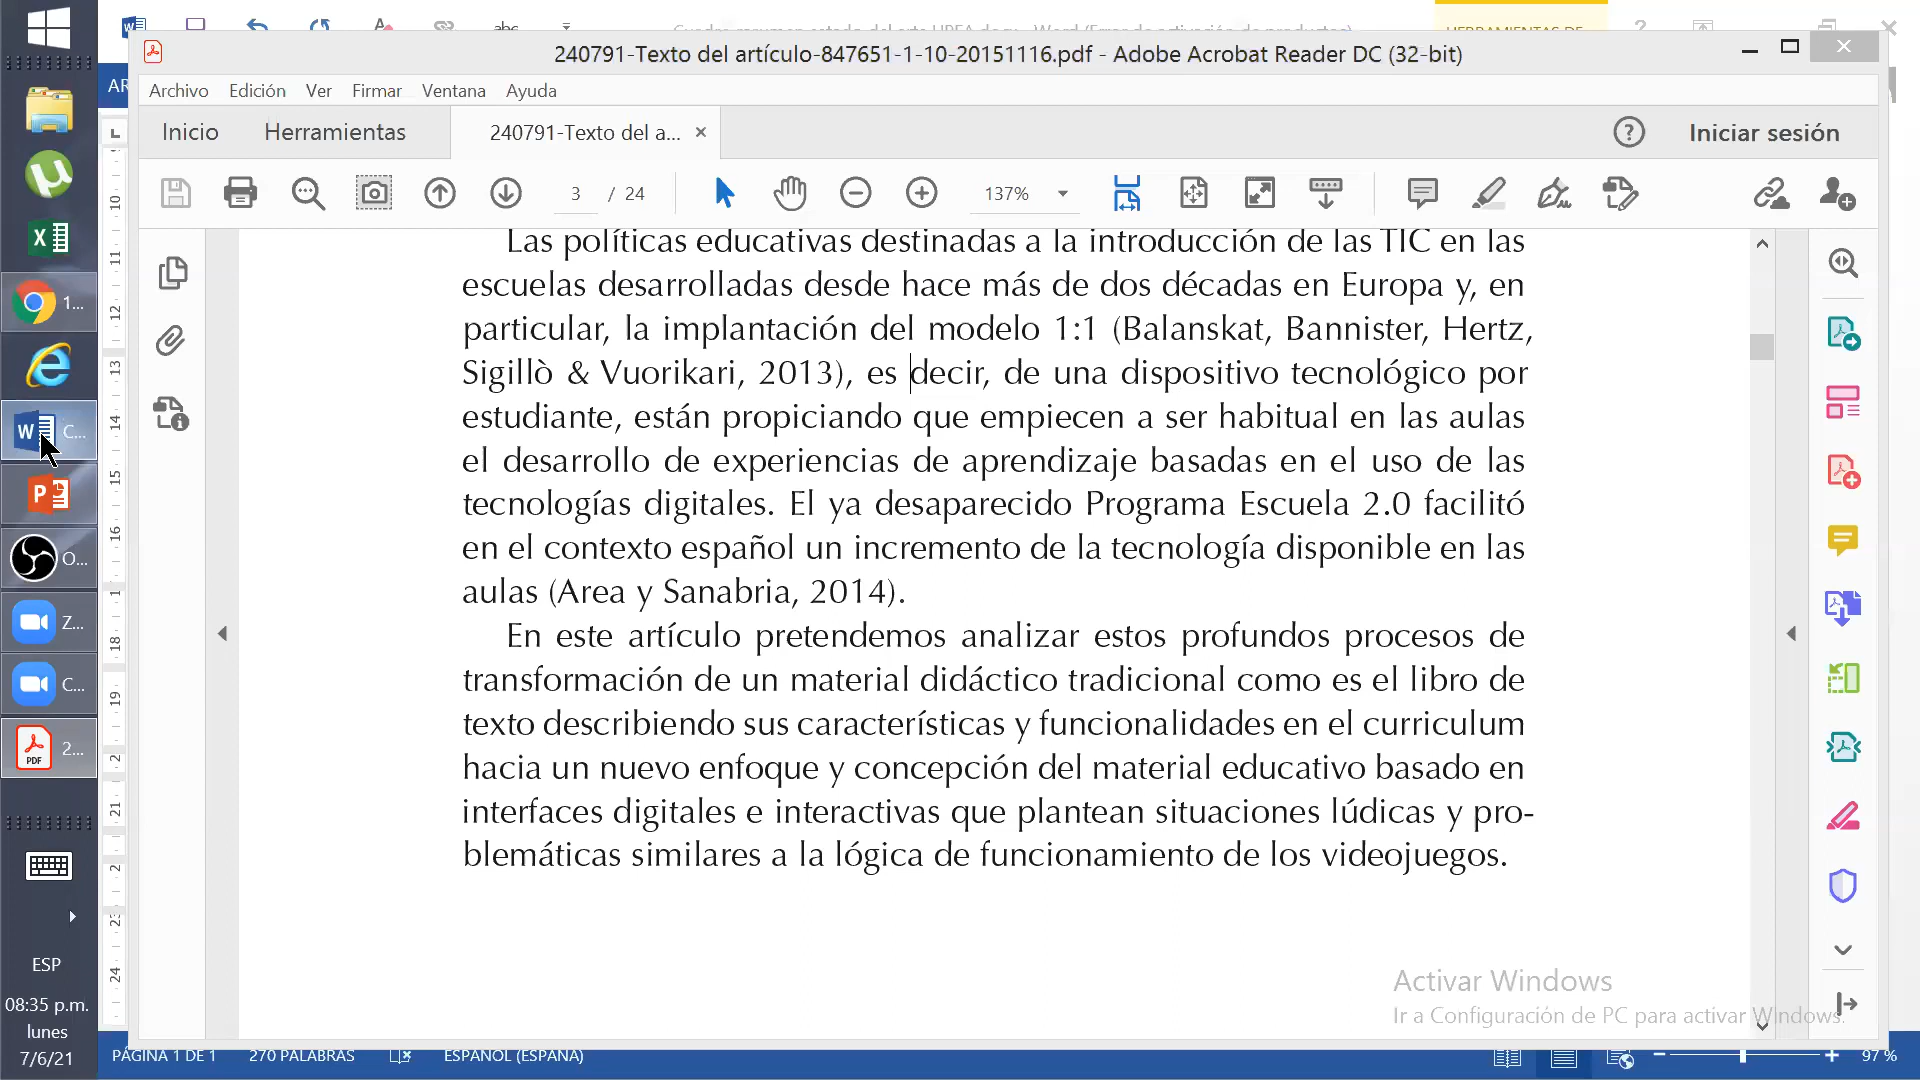 240791-Texto del artículo-847651-1-10-20151116.pdf - Adobe Acrobat Reader DC (32-bit)
Archivo Edición Ver Firmar Ventana Ayuda
Inicio Herramientas 240791-Texto del a... × Iniciar sesión
3 / 24 137%
Las políticas educativas destinadas a la introducción de las TIC en las
escuelas desarrolladas desde hace más de dos décadas en Europa y, en
particular, la implantación del modelo 1:1 (Balanskat, Bannister, Hertz,
Sigillò & Vuorikari, 2013), es decir, de una dispositivo tecnológico por
estudiante, están propiciando que empiecen a ser habitual en las aulas
el desarrollo de experiencias de aprendizaje basadas en el uso de las
tecnologías digitales. El ya desaparecido Programa Escuela 2.0 facilitó
en el contexto español un incremento de la tecnología disponible en las
aulas (Area y Sanabria, 2014).
En este artículo pretendemos analizar estos profundos procesos de
transformación de un material didáctico tradicional como es el libro de
texto describiendo sus características y funcionalidades en el curriculum
hacia un nuevo enfoque y concepción del material educativo basado en
interfaces digitales e interactivas que plantean situaciones lúdicas y pro-
blemáticas similares a la lógica de funcionamiento de los videojuegos.
Activar Windows
Ir a Configuración de PC para activar Windows.
PÁGINA 1 DE 1 270 PALABRAS ESPAÑOL (ESPAÑA) 97 %
1...
C...
O...
Z...
C...
2...
ESP
08:35 p.m.
lunes
7/6/21